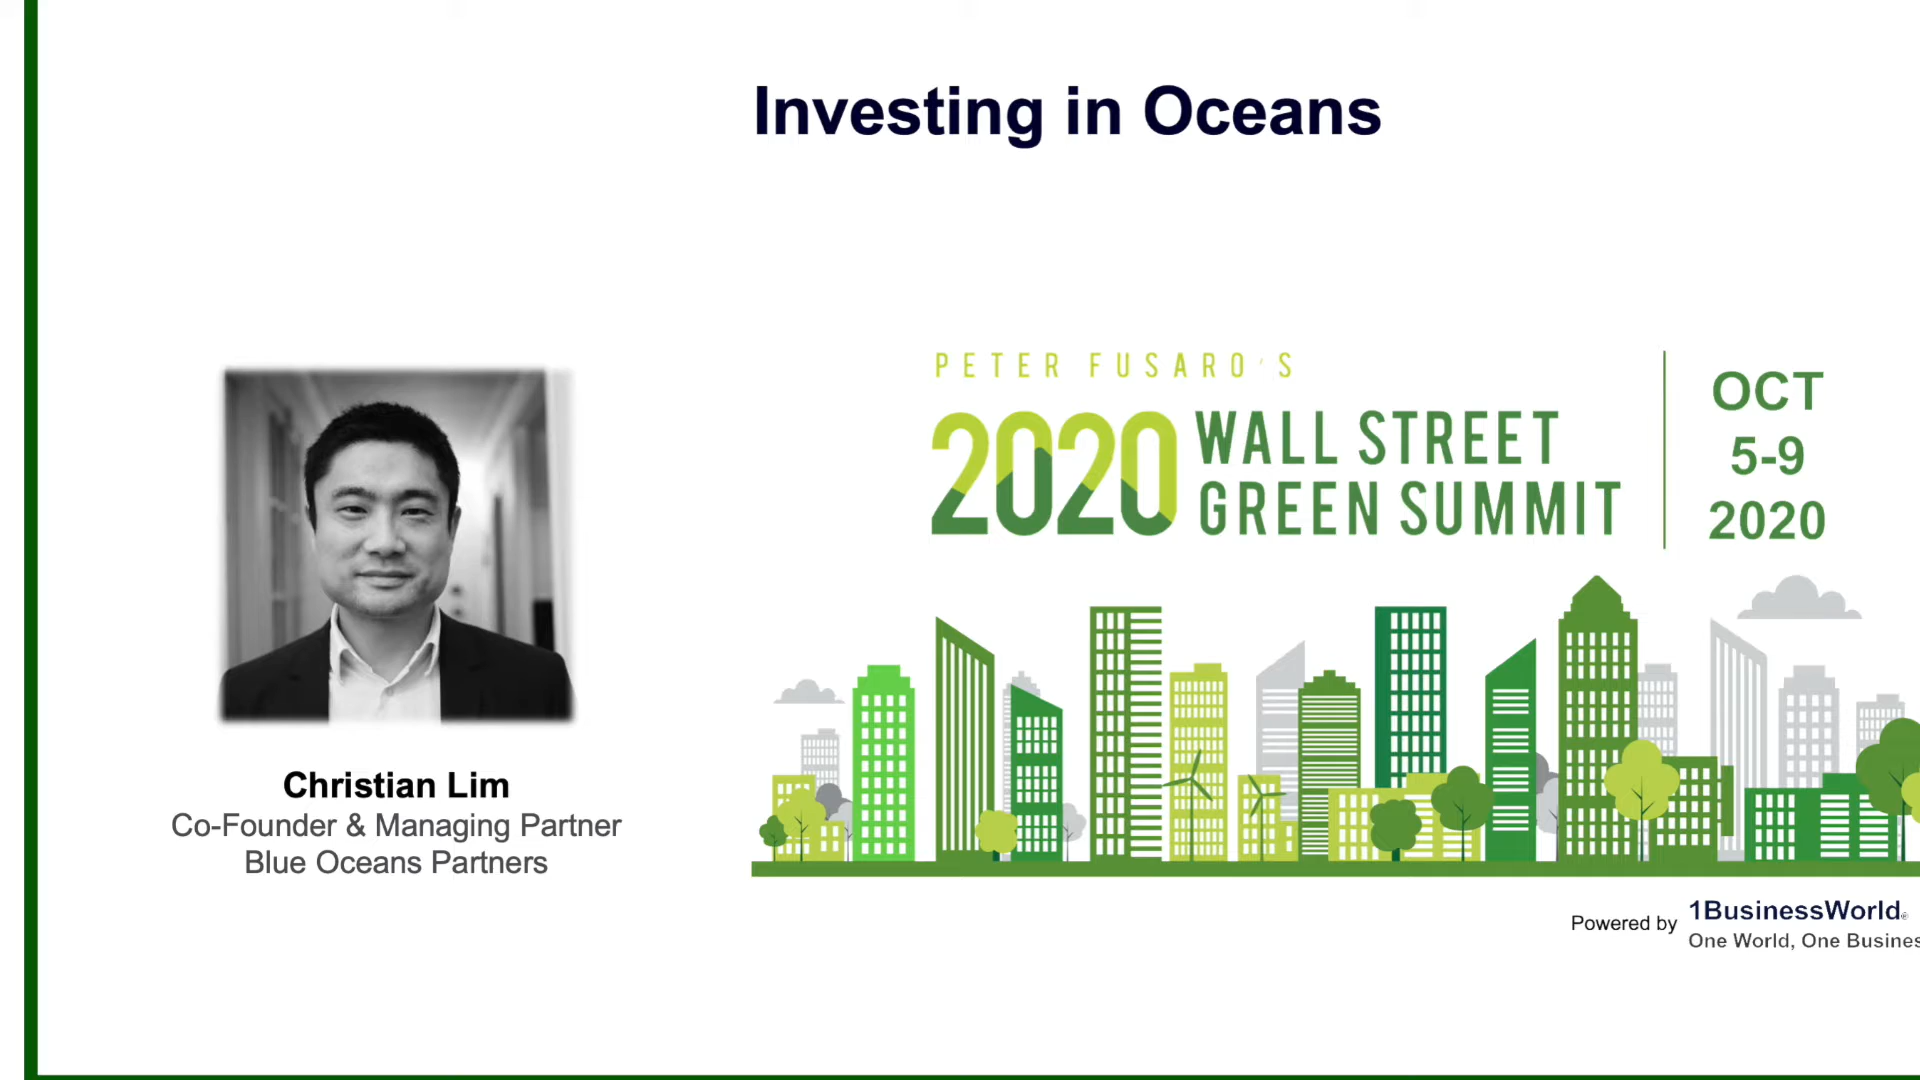 Investing in Oceans
PETER FUSARO'S
2020 WALL STREET
GREEN SUMMIT
OCT
5-9
2020
Christian Lim
Co-Founder & Managing Partner
Blue Oceans Partners
Powered by 1BusinessWorld®
One World, One Busines